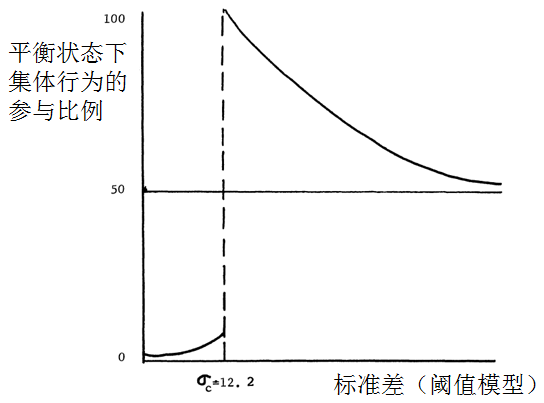 100
平衡状态下
集体行为的
参与比例
50
0
σc=12.2
标准差（阈值模型）